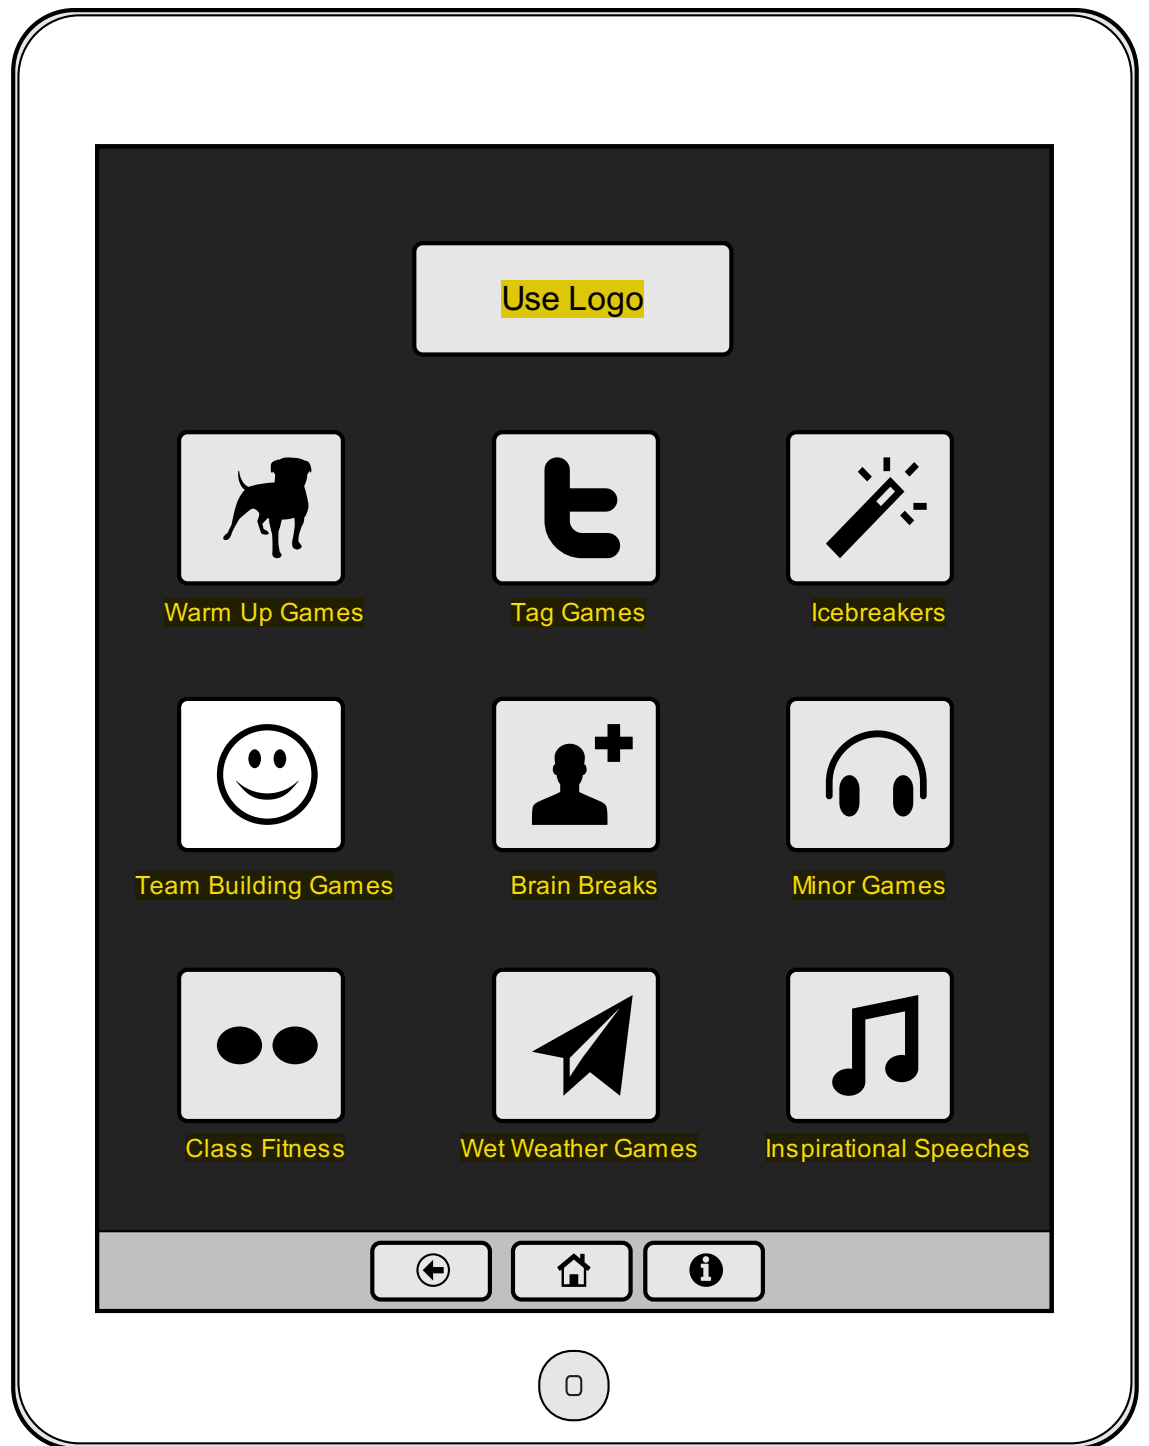 Use Logo
Warm Up Games
Tag Games
Icebreakers
Team Building Games
Brain Breaks
Minor Games
Class Fitness
Wet Weather Games
Inspirational Speeches